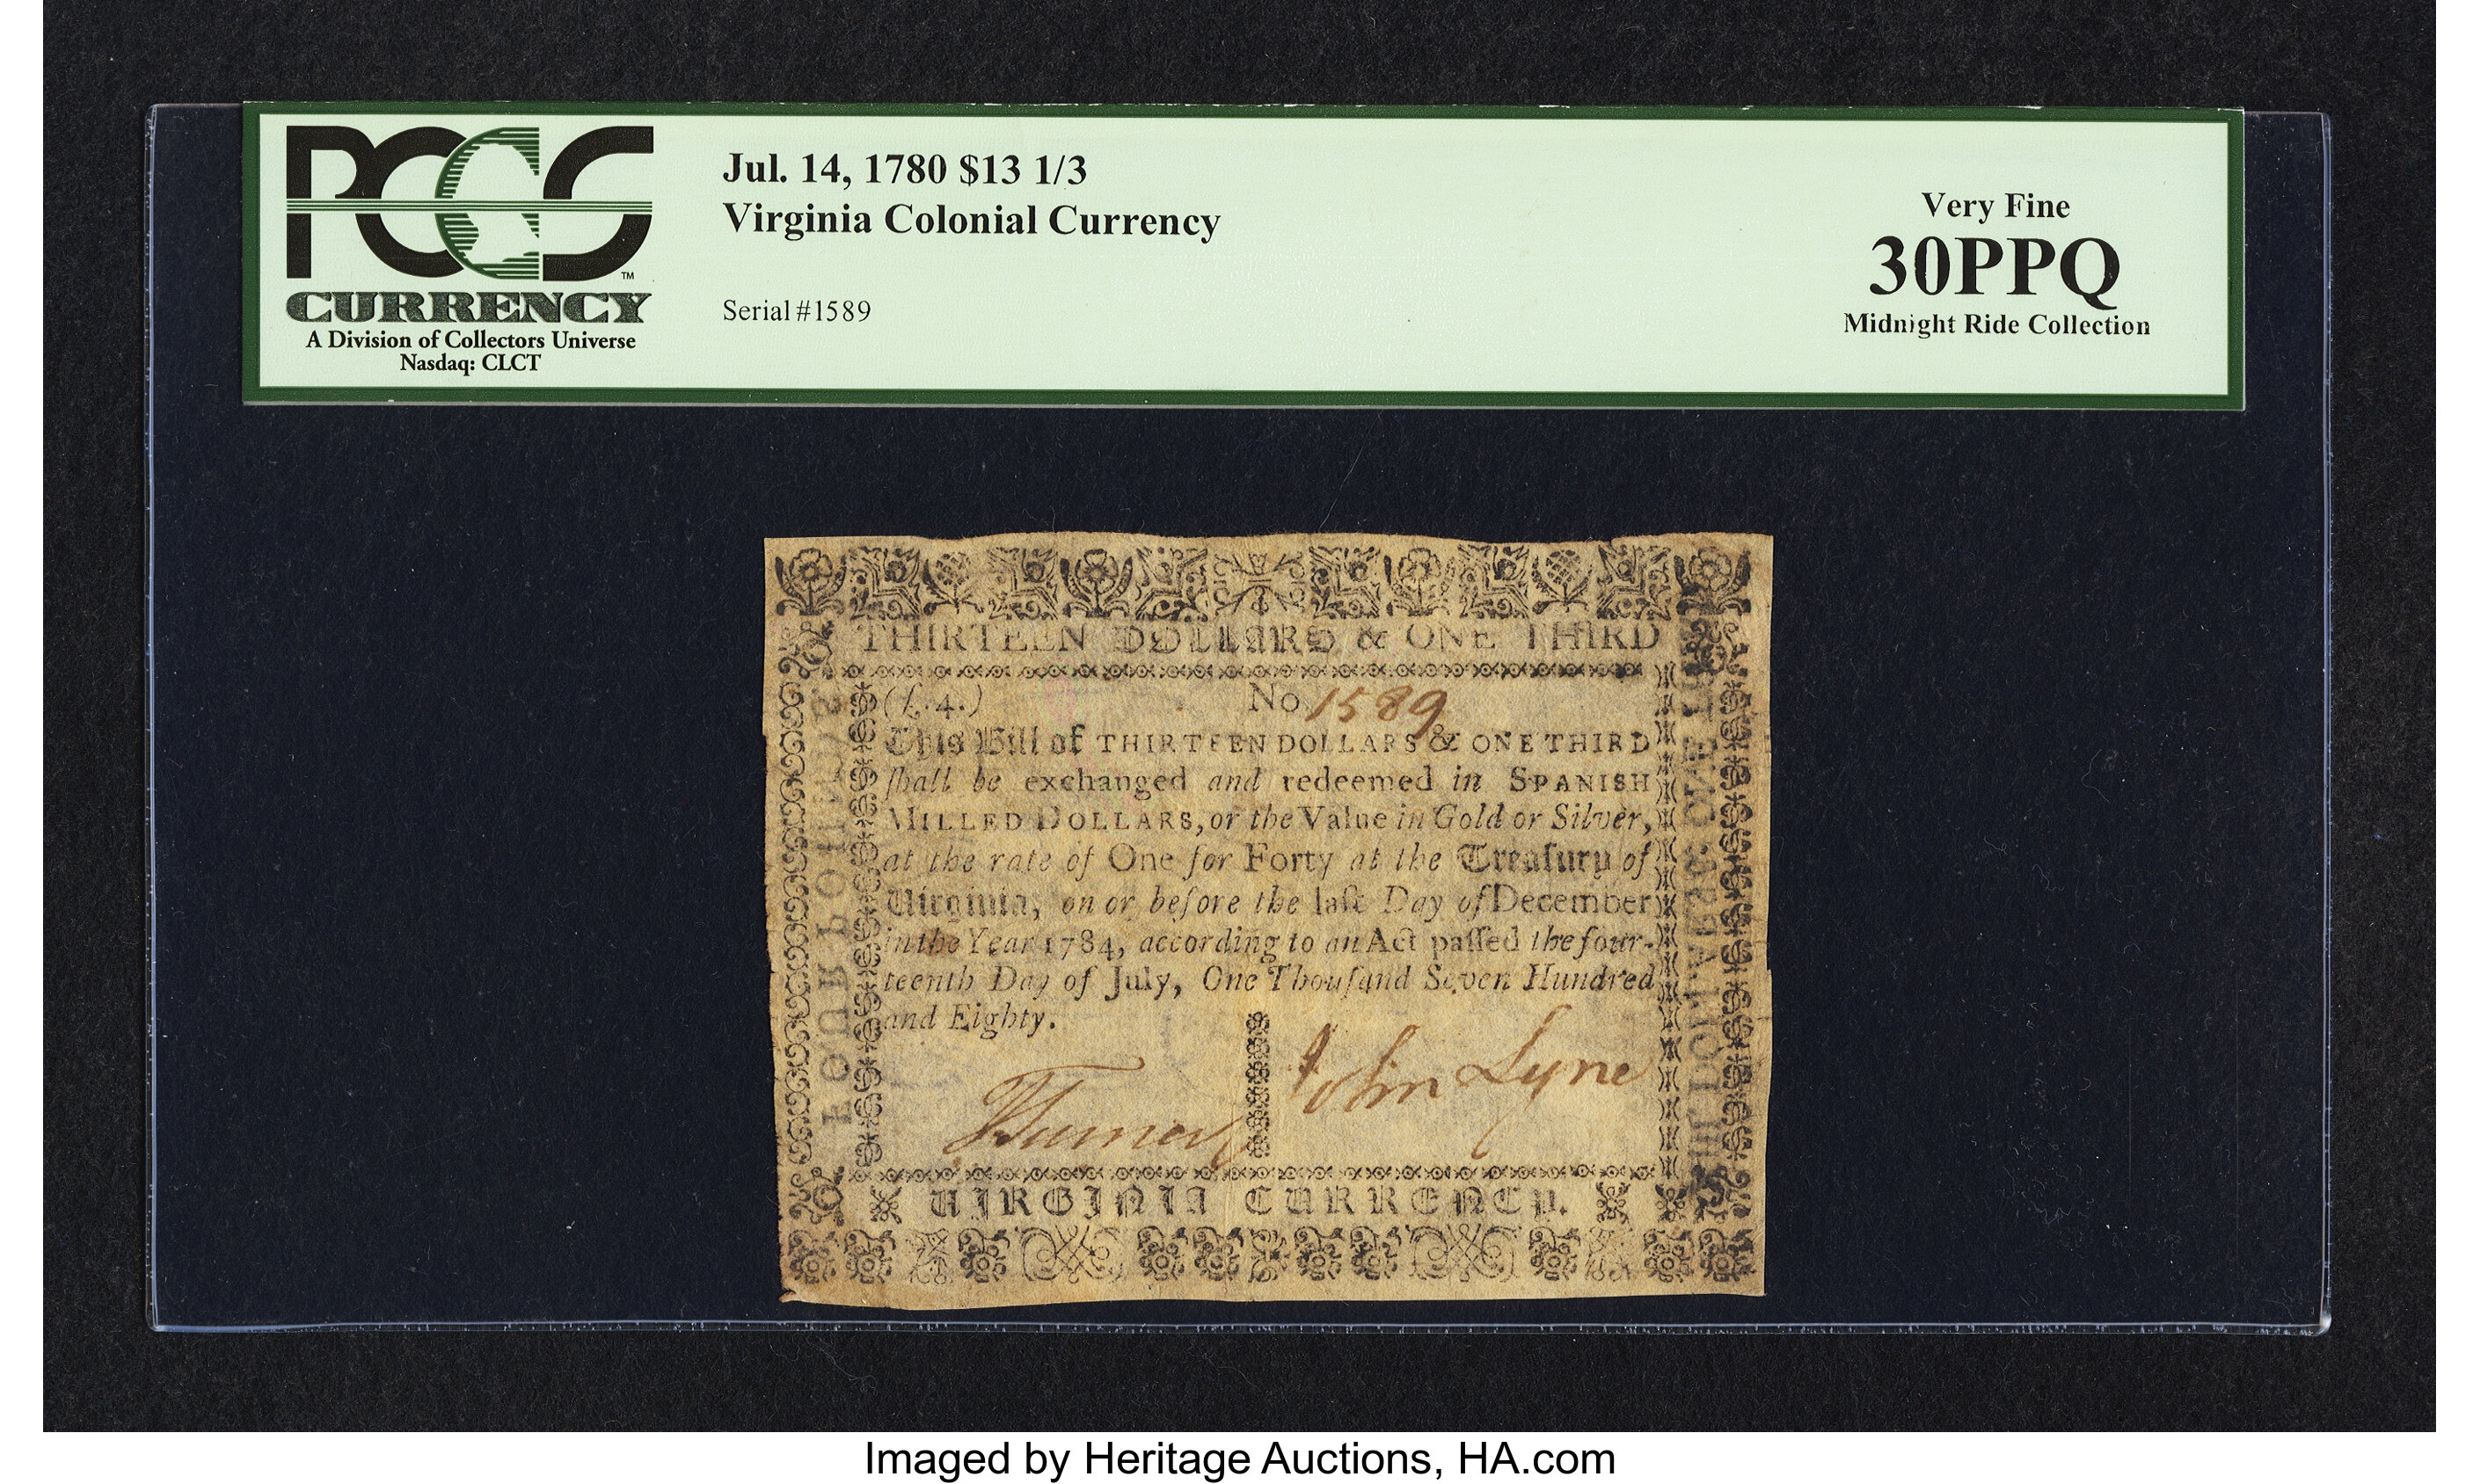 PCGS
™
CURRENCY
A Division of Collectors Universe
Nasdaq: CLCT
Jul. 14, 1780 $13 1/3
Virginia Colonial Currency
Serial #1589
Very Fine
30PPQ
Midnight Ride Collection
THIRTEEN DOLLARS & ONE THIRD
(£.4.) No 1589
This Bill of THIRTEEN DOLLARS & ONE THIRD
ſhall be exchanged and redeemed in SPANISH
MILLED DOLLARS, or the Value in Gold or Silver,
at the rate of One for Forty at the Treaſury of
Virginia, on or before the laſt Day of December
in the Year 1784, according to an Act paſſed the four-
teenth Day of July, One Thouſand Seven Hundred
and Eighty.
John Lyne
VIRGINIA CURRENCY.
FOUR POUNDS
Imaged by Heritage Auctions, HA.com